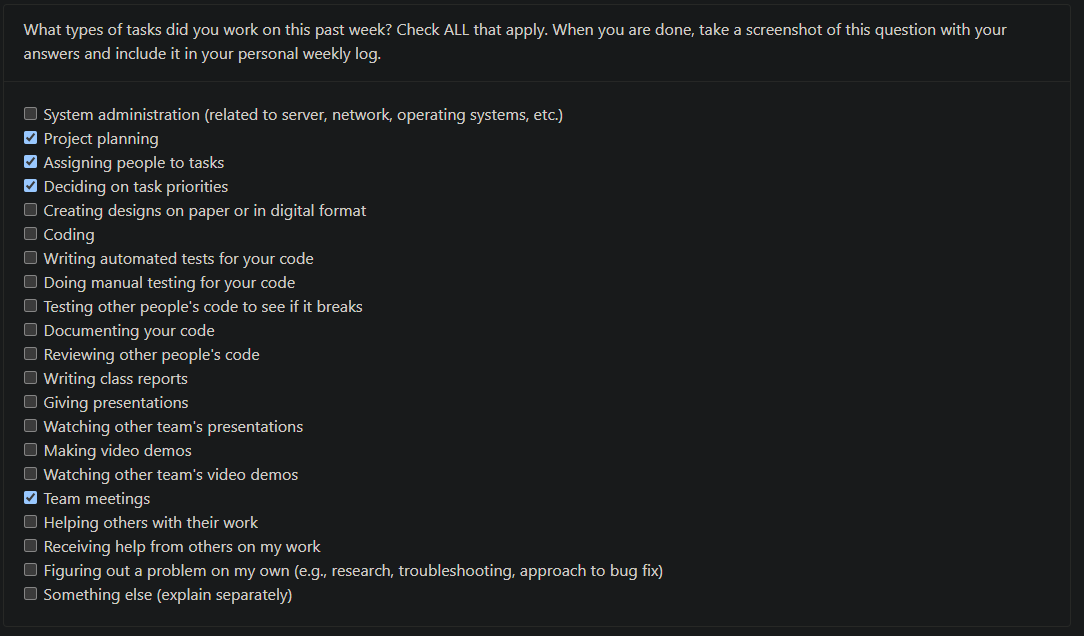 What types of tasks did you work on this past week? Check ALL that apply. When you are done, take a screenshot of this question with your
answers and include it in your personal weekly log.
System administration (related to server, network, operating systems, etc.)
Project planning
Assigning people to tasks
Deciding on task priorities
Creating designs on paper or in digital format
Coding
Writing automated tests for your code
Doing manual testing for your code
Testing other people's code to see if it breaks
Documenting your code
Reviewing other people's code
Writing class reports
Giving presentations
Watching other team's presentations
Making video demos
Watching other team's video demos
Team meetings
Helping others with their work
Receiving help from others on my work
Figuring out a problem on my own (e.g., research, troubleshooting, approach to bug fix)
Something else (explain separately)